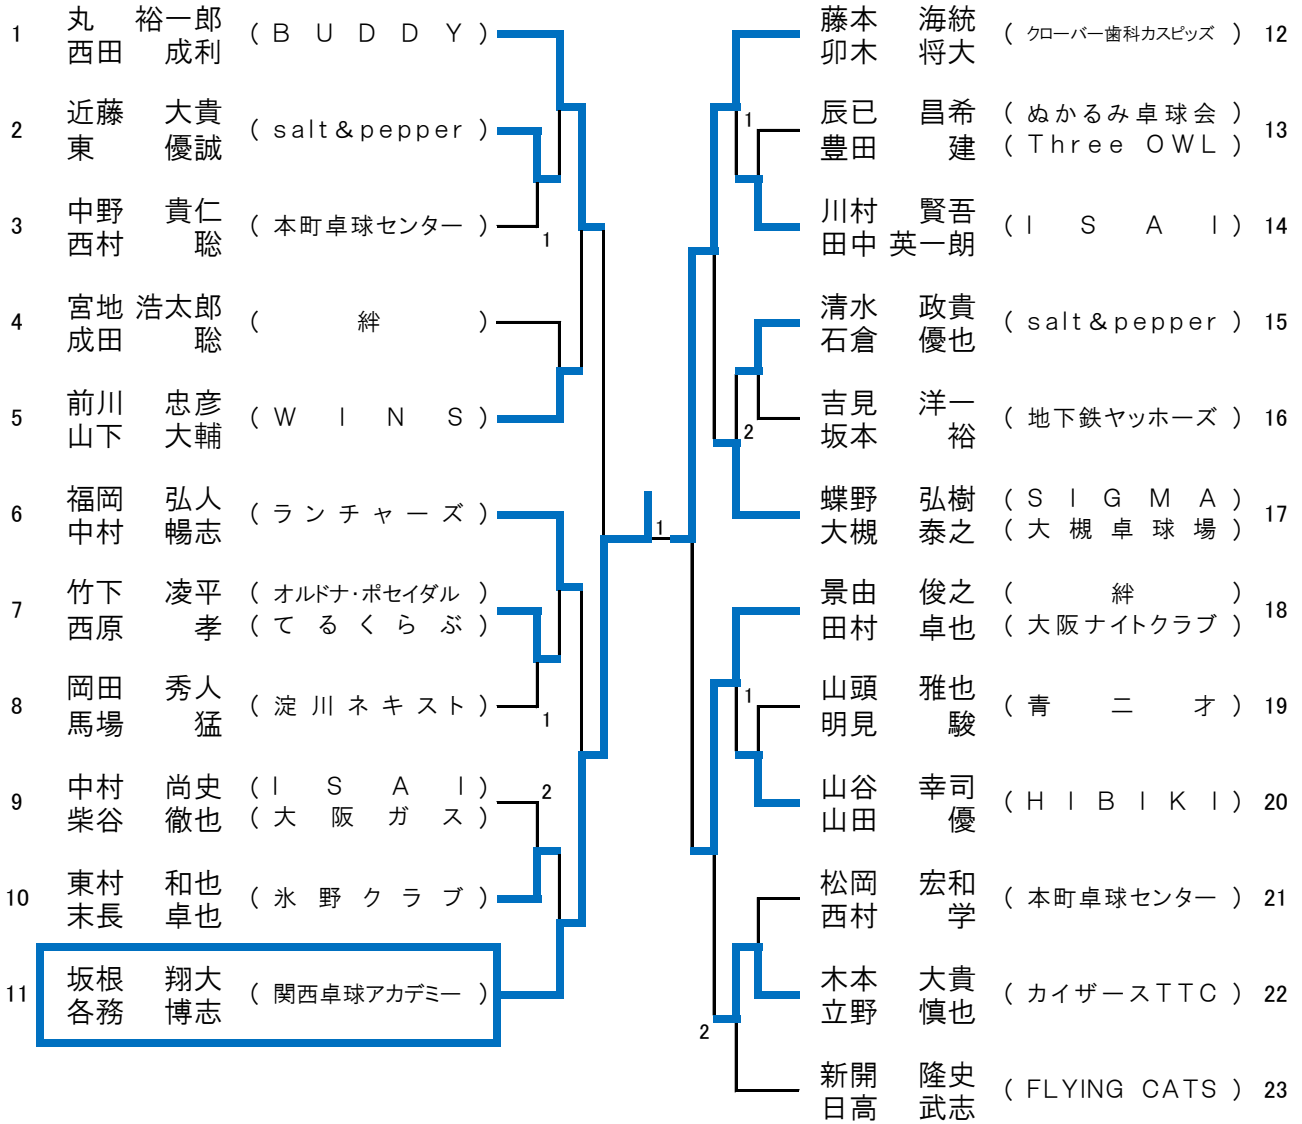 1 丸 裕一郎 ( B U D D Y )
西田 成利
2 近藤 大貴 ( salt&pepper )
東 優誠
3 中野 貴仁 ( 本町卓球センター )
西村 聡
1
4 宮地 浩太郎 ( 絆 )
成田 聡
5 前川 忠彦 ( W I N S )
山下 大輔
6 福岡 弘人 ( ランチャーズ )
中村 暢志
7 竹下 凌平 ( オルドナ・ポセイダル )
西原 孝 ( てるくらぶ )
8 岡田 秀人 ( 淀川ネキスト )
馬場 猛
1
9 中村 尚史 ( I S A I )
柴谷 徹也 ( 大阪ガス )
2
10 東村 和也 ( 氷野クラブ )
末長 卓也
11 坂根 翔大 ( 関西卓球アカデミー )
各務 博志
1
藤本 海統 ( クローバー歯科カスピッズ ) 12
卯木 将大
1
辰已 昌希 ( ぬかるみ卓球会 ) 13
豊田 建 ( Three OWL )
川村 賢吾 ( I S A I ) 14
田中 英一朗
清水 政貴 ( salt&pepper ) 15
石倉 優也
吉見 洋一 ( 地下鉄ヤッホーズ ) 16
坂本 裕
2
蝶野 弘樹 ( S I G M A ) 17
大槻 泰之 ( 大槻卓球場 )
景由 俊之 ( 絆 ) 18
田村 卓也 ( 大阪ナイトクラブ )
1
山頭 雅也 ( 青二才 ) 19
明見 駿
山谷 幸司 ( H I B I K I ) 20
山田 優
松岡 宏和 ( 本町卓球センター ) 21
西村 学
木本 大貴 ( カイザースTTC ) 22
立野 慎也
2
新開 隆史 ( FLYING CATS ) 23
日高 武志